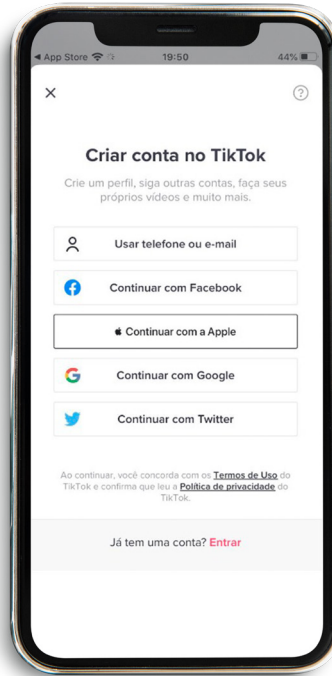 App Store 19:50 44%
Criar conta no TikTok
Crie um perfil, siga outras contas, faça seus
próprios vídeos e muito mais.
Usar telefone ou e-mail
Continuar com Facebook
Continuar com a Apple
Continuar com Google
Continuar com Twitter
Ao continuar, você concorda com os Termos de Uso do
TikTok e confirma que leu a Política de privacidade do
TikTok.
Já tem uma conta? Entrar